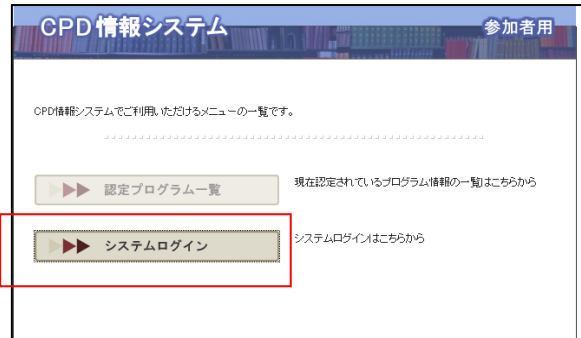 CPD情報システム
参加者用
CPD情報システムでご利用いただけるメニューの一覧です。
認定プログラム一覧
現在認定されているプログラム情報の一覧はこちらから
システムログイン
システムログインはこちらから